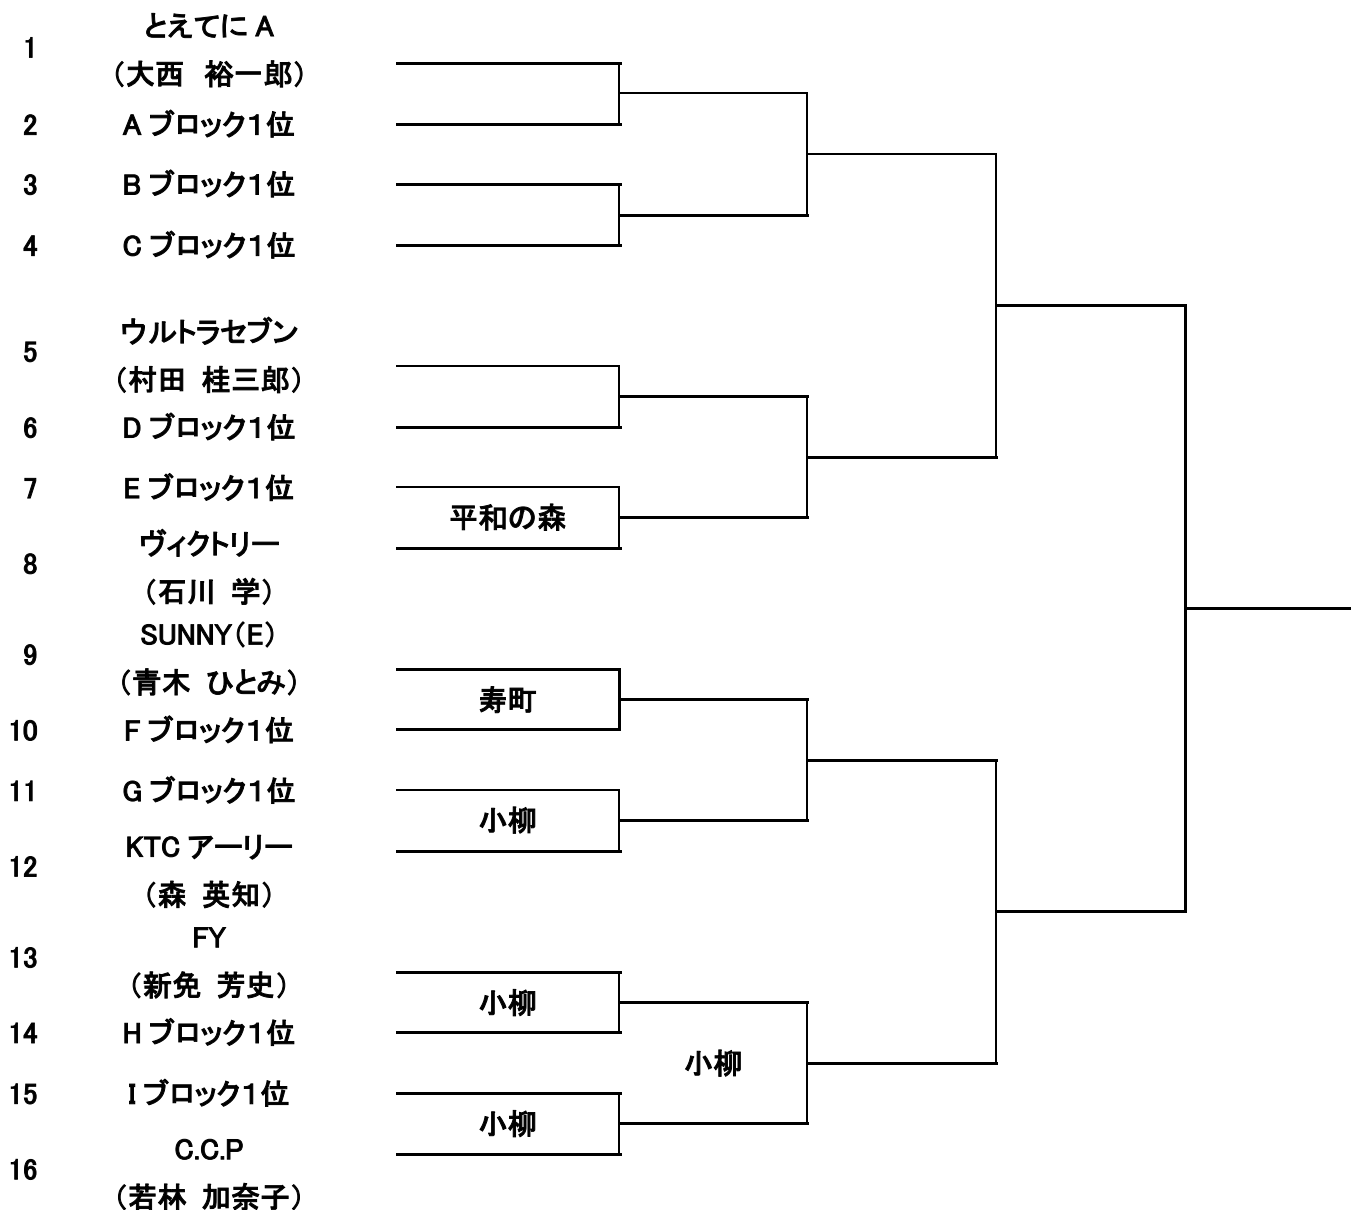 とえてに A
1
（大西　裕一郎）
2 A ブロック１位
3 B ブロック１位
4 C ブロック１位
ウルトラセブン
5
（村田　桂三郎）
6 D ブロック１位
7 E ブロック１位
平和の森
ヴィクトリー
8
（石川　学）
SUNNY（E）
9
（青木　ひとみ）
寿町
10 F ブロック１位
11 G ブロック１位
小柳
KTC アーリー
12
（森　英知）
FY
13
（新免　芳史）
小柳
14 H ブロック１位
小柳
15 I ブロック１位
小柳
C.C.P
16
（若林　加奈子）